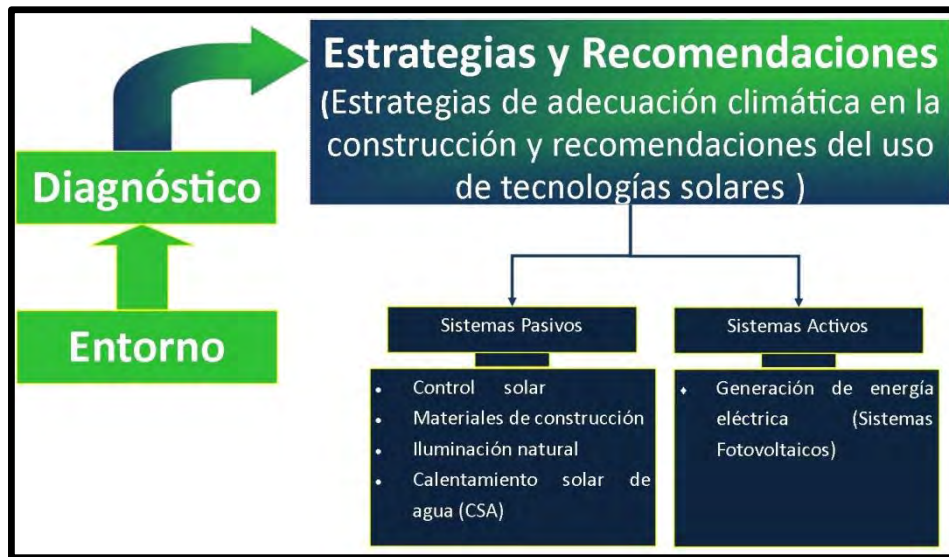 Estrategias y Recomendaciones
(Estrategias de adecuación climática en la
construcción y recomendaciones del uso
de tecnologías solares )
Diagnóstico
Entorno
Sistemas Pasivos
• Control solar
• Materiales de construcción
• Iluminación natural
• Calentamiento solar de
agua (CSA)
Sistemas Activos
♦ Generación de energía
eléctrica (Sistemas
Fotovoltaicos)